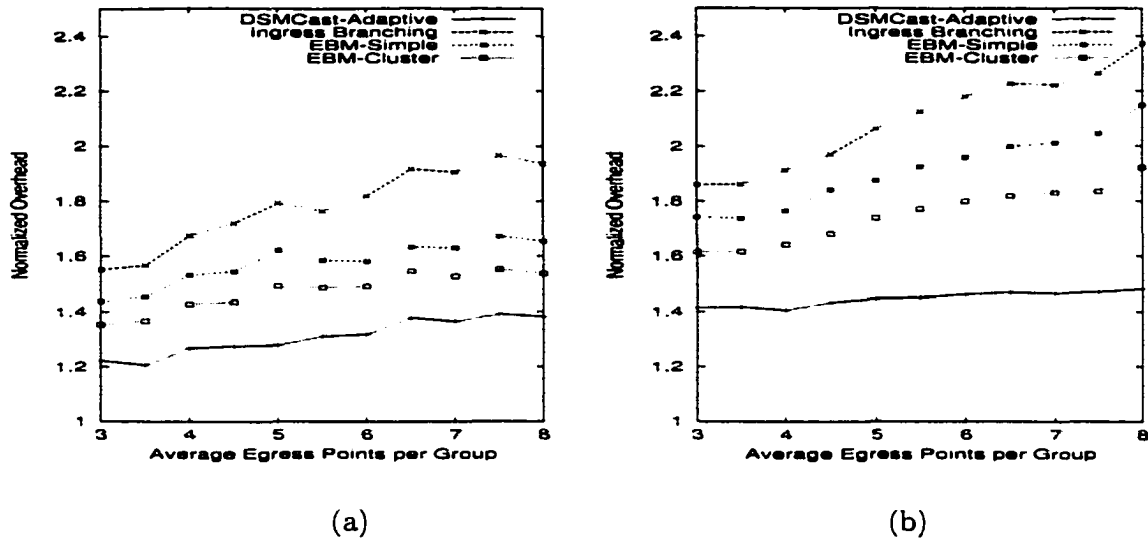 DSMCast-Adaptive
Ingress Branching
EBM-Simple
EBM-Cluster
2.4
2.2
2
1.8
1.6
1.4
1.2
1
Normalized Overhead
3 4 5 6 7 8
Average Egress Points per Group
(a)
DSMCast-Adaptive
Ingress Branching
EBM-Simple
EBM-Cluster
2.4
2.2
2
1.8
1.6
1.4
1.2
1
Normalized Overhead
3 4 5 6 7 8
Average Egress Points per Group
(b)